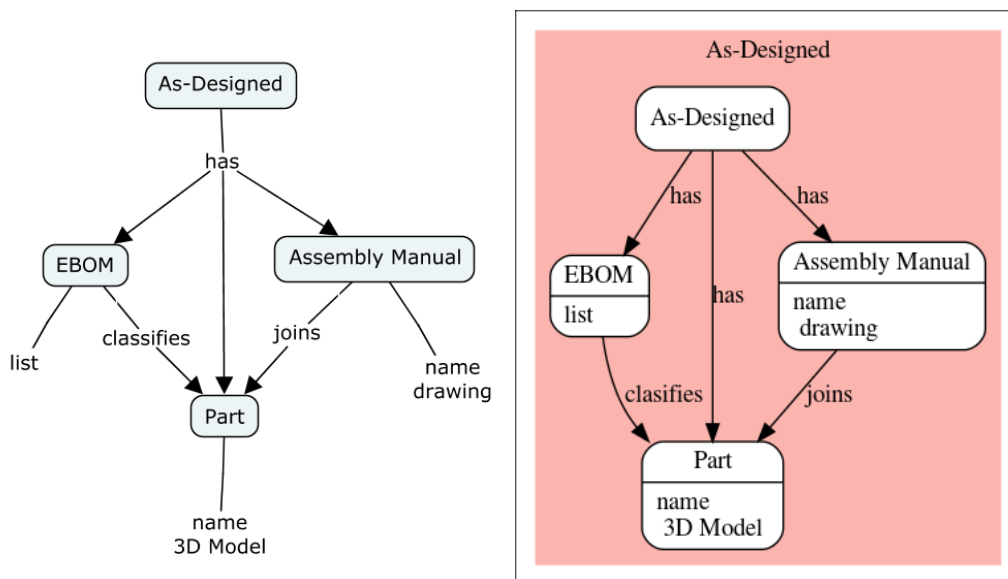 As-Designed
has
EBOM
Assembly Manual
classifies
joins
list
name
drawing
Part
name
3D Model
As-Designed
As-Designed
has
has
EBOM
list
has
Assembly Manual
name
drawing
clasifies
joins
Part
name
3D Model